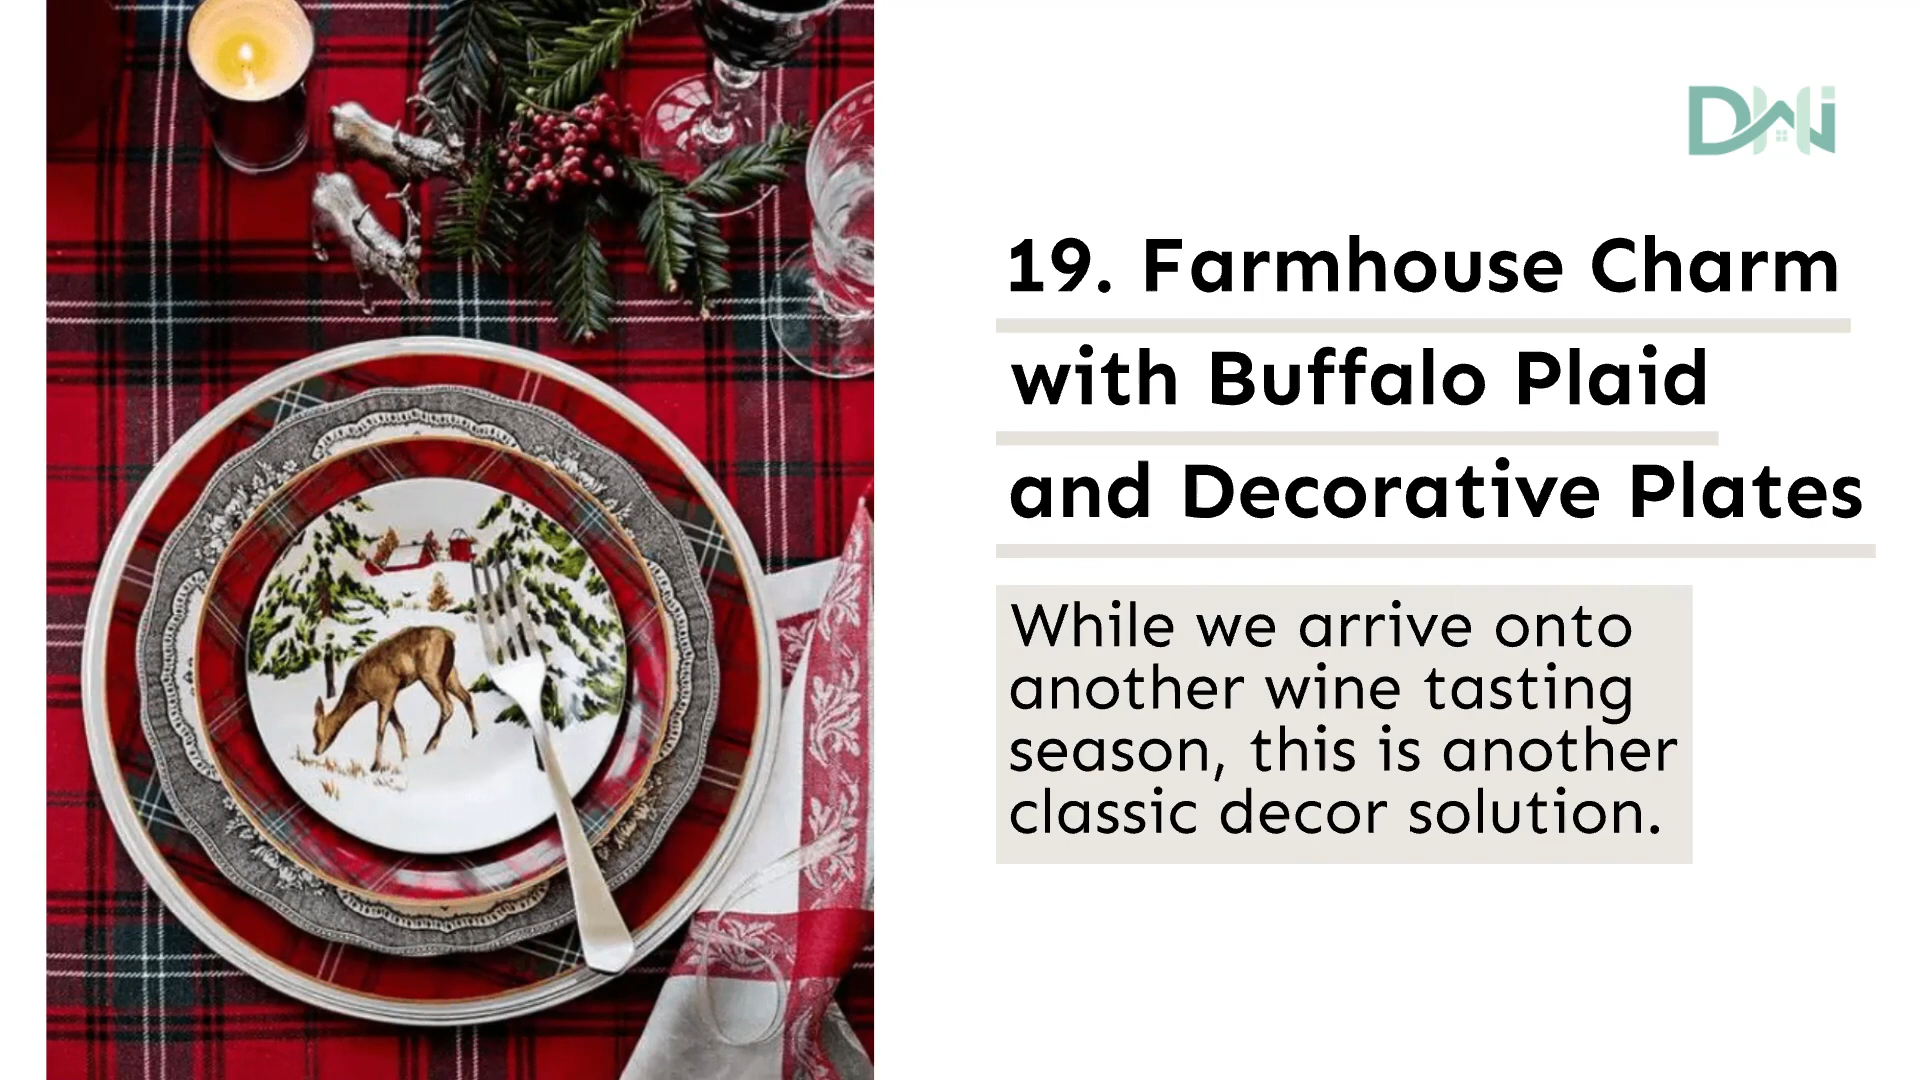 DHi
19. Farmhouse Charm
with Buffalo Plaid
and Decorative Plates
While we arrive onto
another wine tasting
season, this is another
classic decor solution.